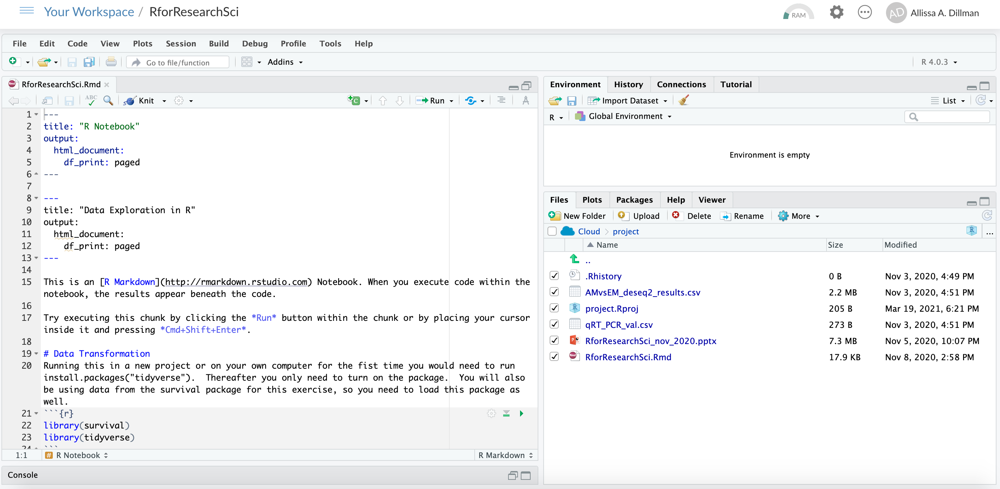 Your Workspace / RforResearchSci
RAM
AD Allissa A. Dillman
File Edit Code View Plots Session Build Debug Profile Tools Help
Go to file/function
Addins
R 4.0.3
RforResearchSci.Rmd
ABC
Knit
Run
1 ---
2 title: "R Notebook"
3 output:
4   html_document:
5     df_print: paged
6 ---
7
8 ---
9 title: "Data Exploration in R"
10 output:
11   html_document:
12     df_print: paged
13 ---
14
15 This is an [R Markdown](http://rmarkdown.rstudio.com) Notebook. When you execute code within the
notebook, the results appear beneath the code.
16
17 Try executing this chunk by clicking the *Run* button within the chunk or by placing your cursor
inside it and pressing *Cmd+Shift+Enter*.
18
19 # Data Transformation
20 Running this in a new project or on your own computer for the fist time you would need to run
install.packages("tidyverse").  Thereafter you only need to turn on the package.  You will also
be using data from the survival package for this exercise, so you need to load this package as
well.
21 ```{r}
22 library(survival)
23 library(tidyverse)
24 ```
1:1 # R Notebook R Markdown
Console
Environment History Connections Tutorial
Import Dataset List
R Global Environment
Environment is empty
Files Plots Packages Help Viewer
New Folder Upload Delete Rename More
Cloud project R ...
Name Size Modified
..
.Rhistory 0 B Nov 3, 2020, 4:49 PM
AMvsEM_deseq2_results.csv 2.2 MB Nov 3, 2020, 4:51 PM
project.Rproj 205 B Mar 19, 2021, 6:21 PM
qRT_PCR_val.csv 273 B Nov 3, 2020, 4:51 PM
RforResearchSci_nov_2020.pptx 7.3 MB Nov 5, 2020, 10:07 PM
RforResearchSci.Rmd 17.9 KB Nov 8, 2020, 2:58 PM